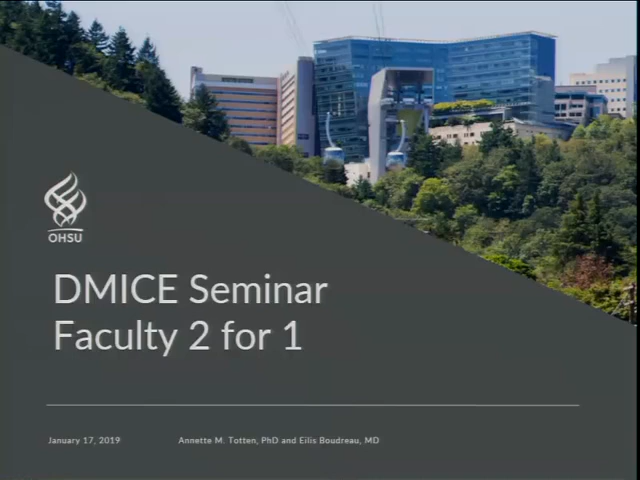 OHSU
DMICE Seminar
Faculty 2 for 1
January 17, 2019
Annette M. Totten, PhD and Eilis Boudreau, MD